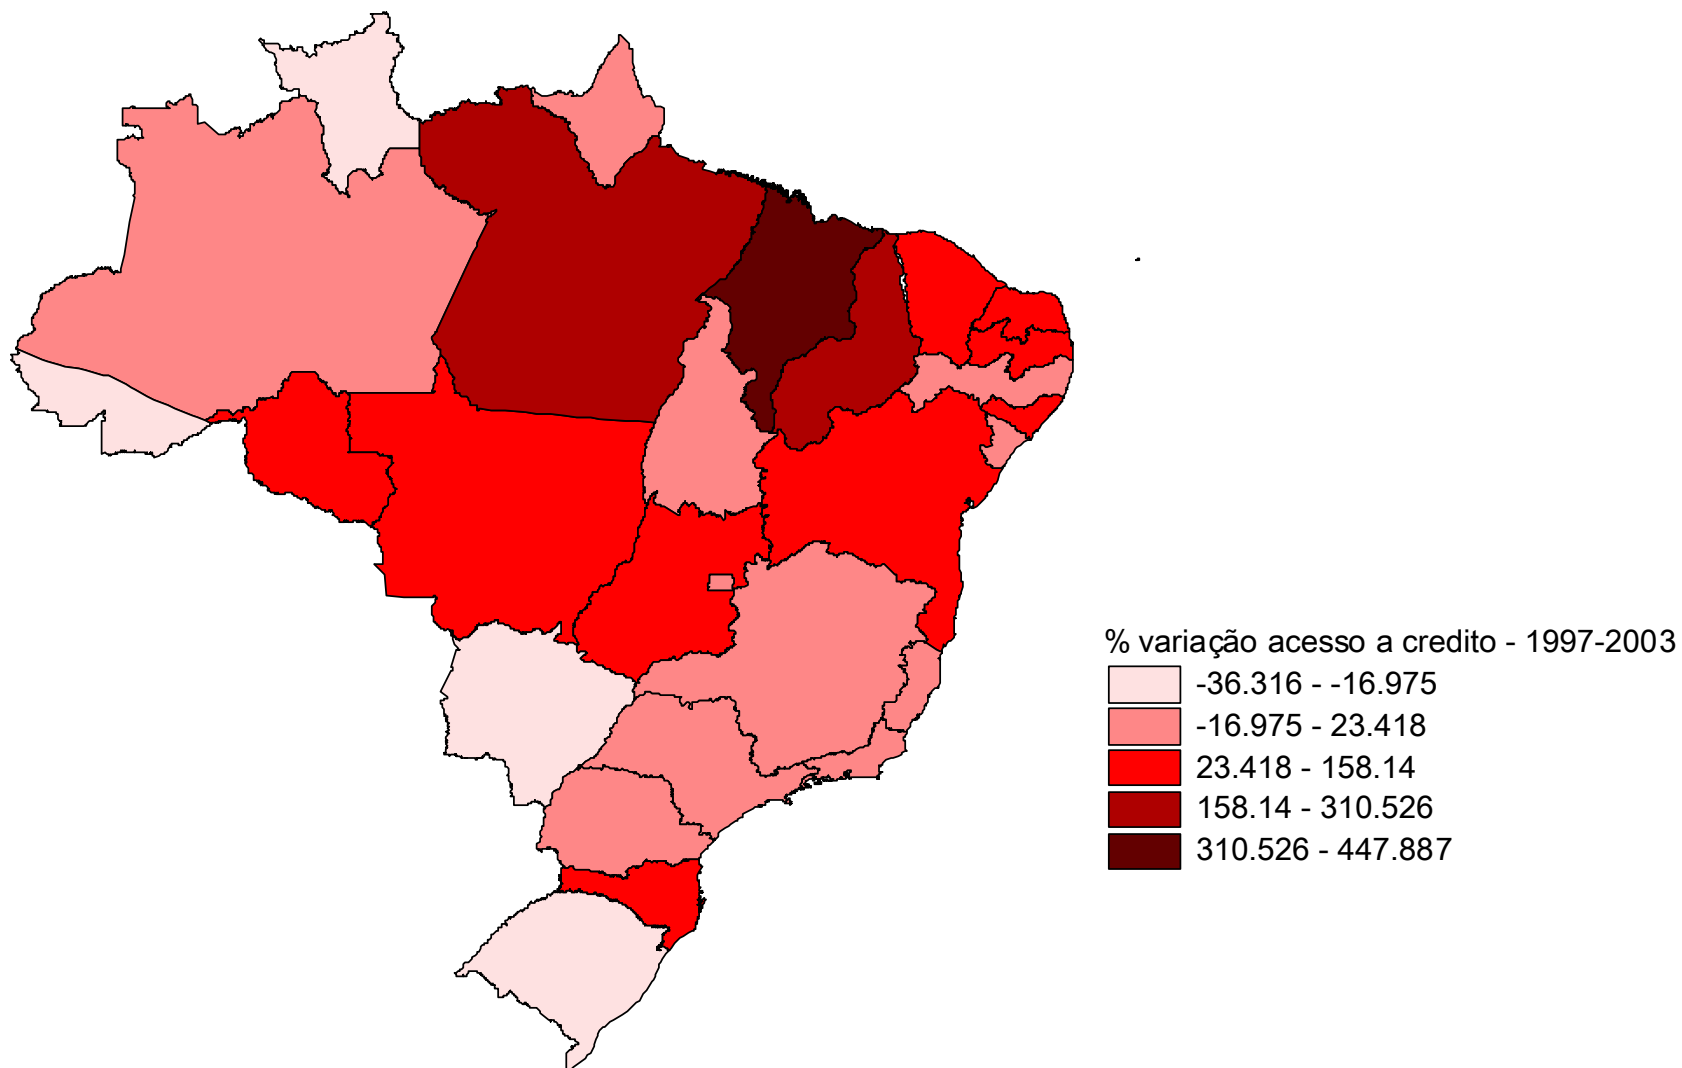 % variação acesso a credito - 1997-2003
-36.316 - -16.975
-16.975 - 23.418
23.418 - 158.14
158.14 - 310.526
310.526 - 447.887